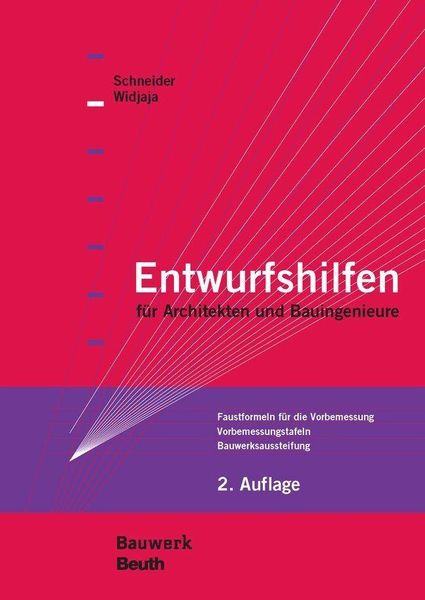 Schneider
Widjaja
Entwurfshilfen
für Architekten und Bauingenieure
Faustformeln für die Vorbemessung
Vorbemessungstafeln
Bauwerksaussteifung
2. Auflage
Bauwerk
Beuth